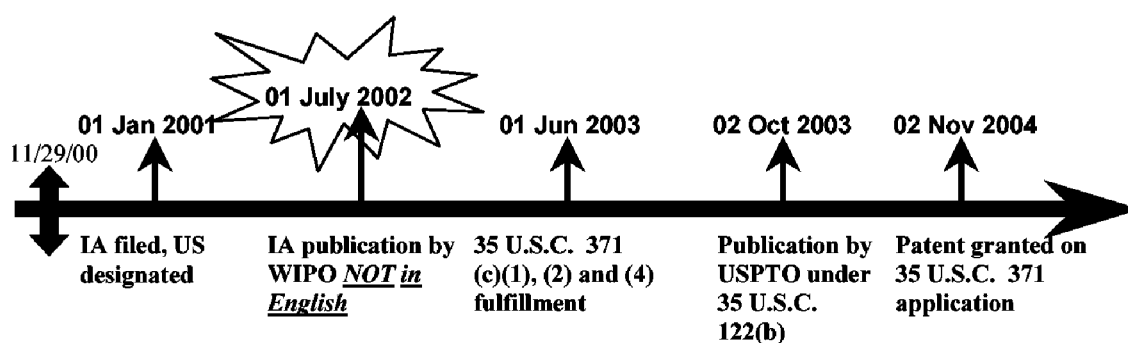 01 July 2002
01 Jan 2001
01 Jun 2003
02 Oct 2003
02 Nov 2004
11/29/00
IA filed, US
designated
IA publication by
WIPO NOT in
English
35 U.S.C. 371
(c)(1), (2) and (4)
fulfillment
Publication by
USPTO under
35 U.S.C.
122(b)
Patent granted on
35 U.S.C. 371
application